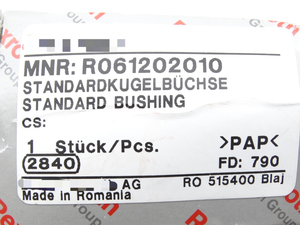 MNR: R061202010
STANDARDKUGELBÜCHSE
STANDARD BUSHING
CS:
1 Stück/Pcs. >PAP<
2840 FD: 790
AG RO 515400 Blaj
Made in Romania